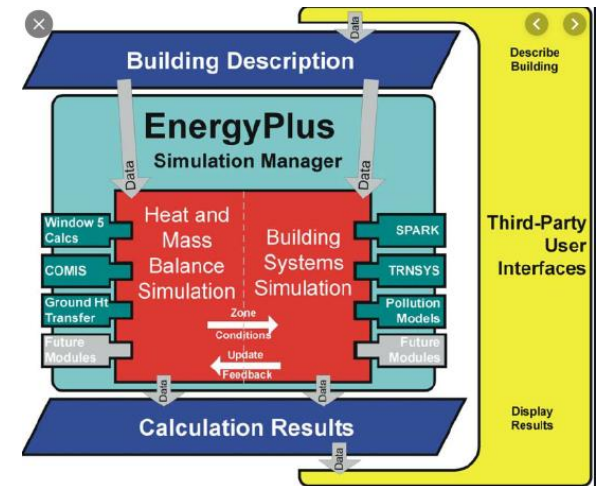 Data
Building Description
Describe
Building
EnergyPlus
Simulation Manager
Data
Data
Window 5
Calcs
COMIS
Ground Ht
Transfer
Future
Modules
Heat and
Mass
Balance
Simulation
Building
Systems
Simulation
Zone
Conditions
Update
Feedback
SPARK
TRNSYS
Pollution
Models
Future
Modules
Third-Party
User
Interfaces
Data
Data
Calculation Results
Display
Results
Data